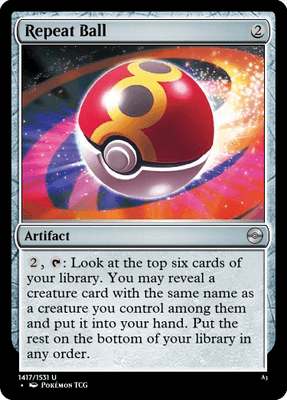 Repeat Ball 2
Artifact
2, : Look at the top six cards of
your library. You may reveal a
creature card with the same name as
a creature you control among them
and put it into your hand. Put the
rest on the bottom of your library in
any order.
1417/1531 U
• Pokémon TCG